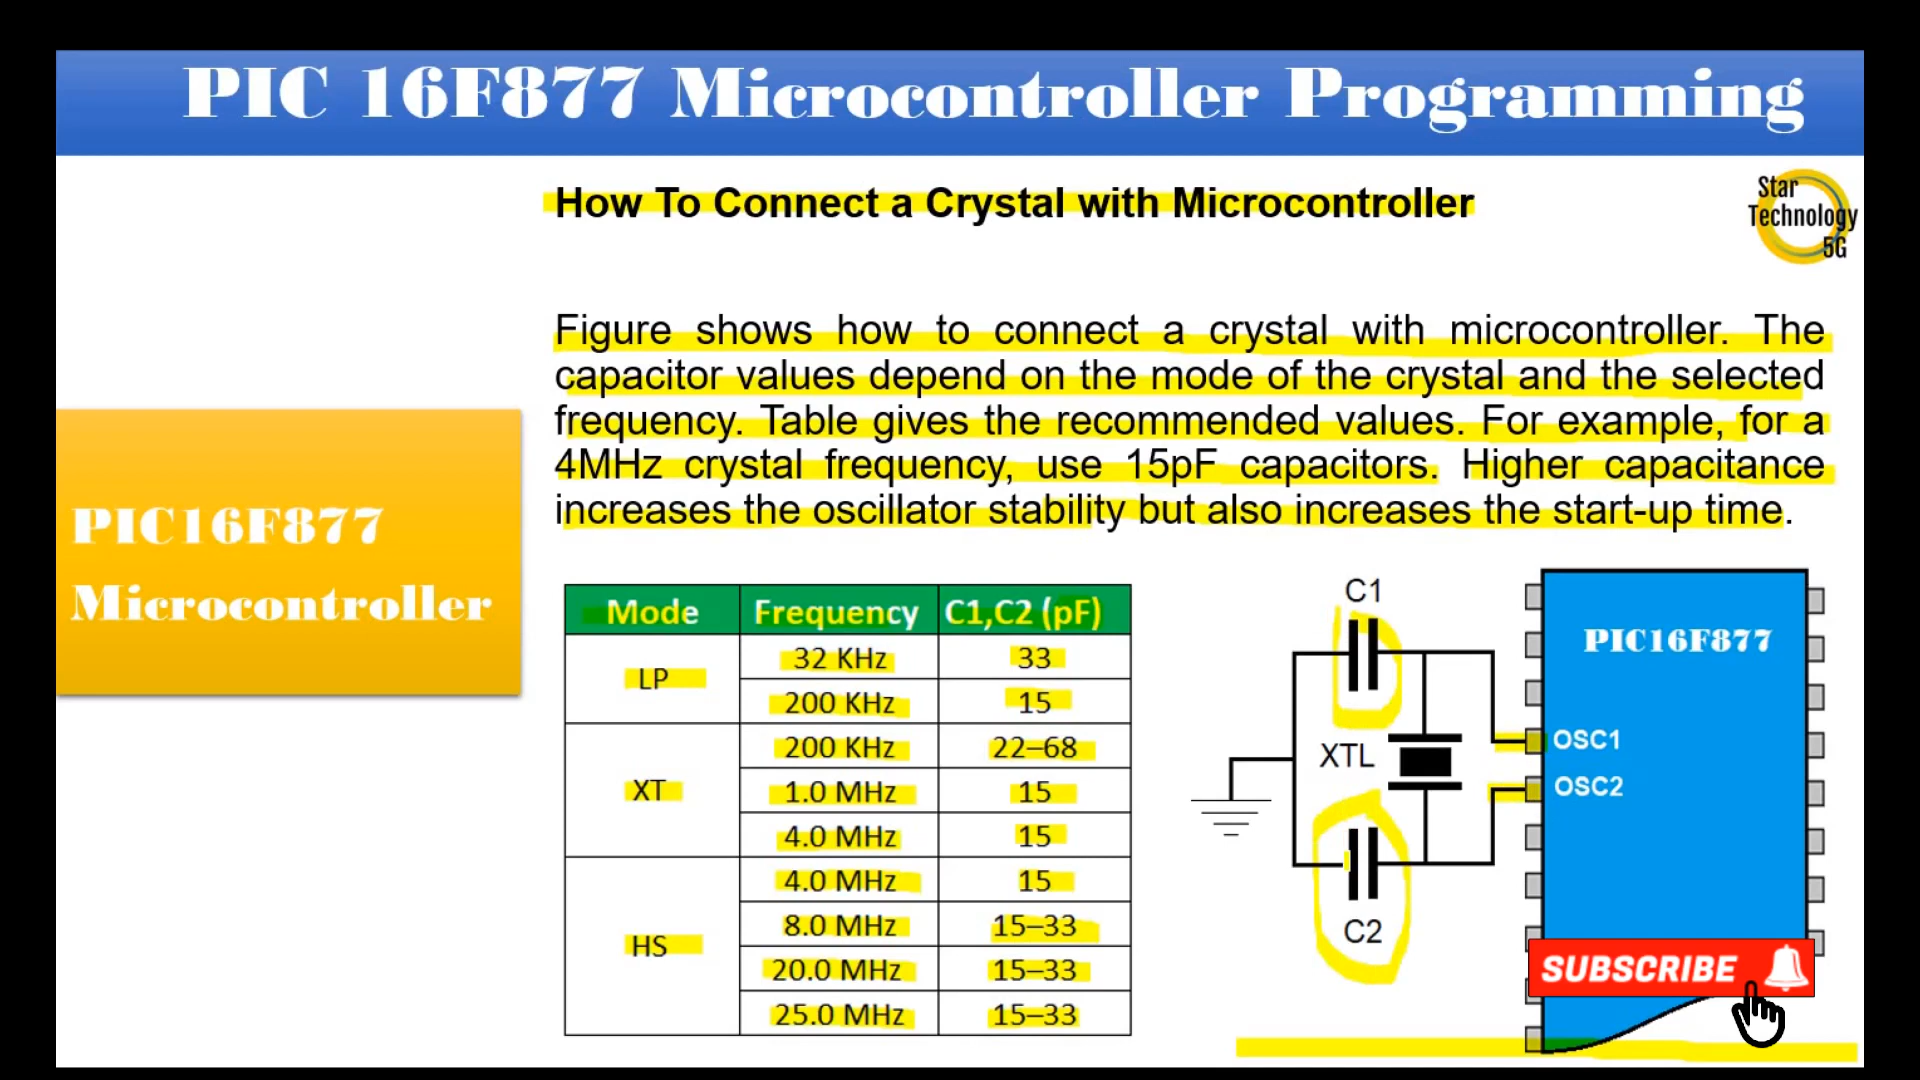 PIC 16F877 Microcontroller Programming
How To Connect a Crystal with Microcontroller
Star
Technology
5G
Figure shows how to connect a crystal with microcontroller. The
capacitor values depend on the mode of the crystal and the selected
frequency. Table gives the recommended values. For example, for a
4MHz crystal frequency, use 15pF capacitors. Higher capacitance
increases the oscillator stability but also increases the start-up time.
PIC16F877
Microcontroller
Mode Frequency C1,C2 (pF)
LP
32 KHz 33
200 KHz 15
XT
200 KHz 22–68
1.0 MHz 15
4.0 MHz 15
HS
4.0 MHz 15
8.0 MHz 15–33
20.0 MHz 15–33
25.0 MHz 15–33
C1
XTL
C2
PIC16F877
OSC1
OSC2
SUBSCRIBE